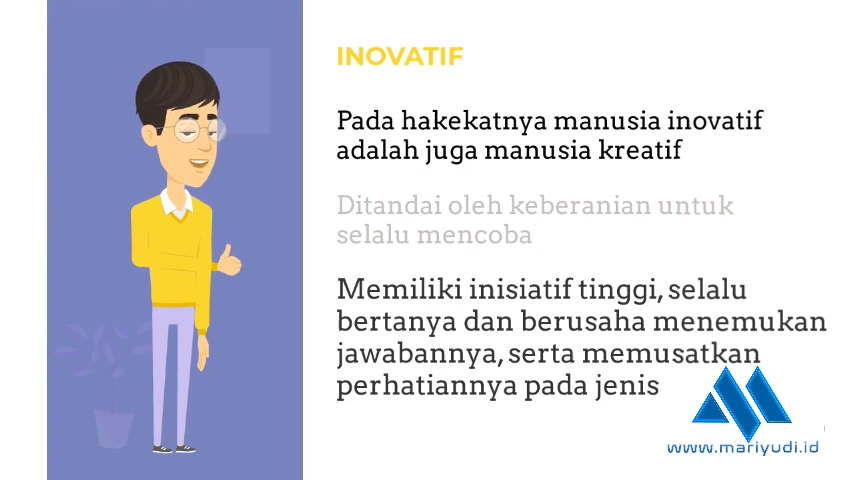 INOVATIF
Pada hakekatnya manusia inovatif
adalah juga manusia kreatif
Ditandai oleh keberanian untuk
selalu mencoba
Memiliki inisiatif tinggi, selalu
bertanya dan berusaha menemukan
jawabannya, serta memusatkan
perhatiannya pada jenis
www.mariyudi.id